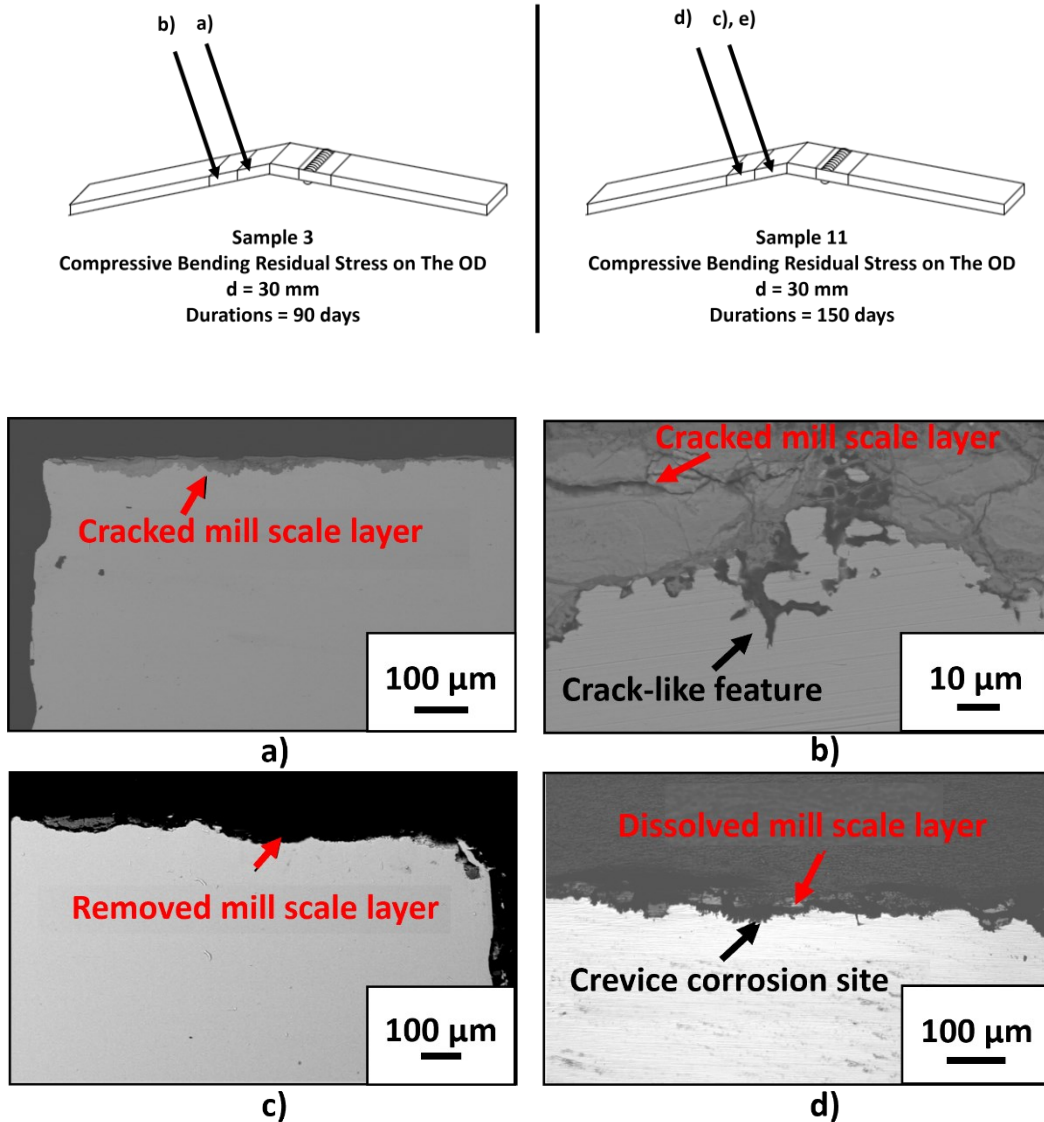 b) a)
Sample 3
Compressive Bending Residual Stress on The OD
d = 30 mm
Durations = 90 days
d) c), e)
Sample 11
Compressive Bending Residual Stress on The OD
d = 30 mm
Durations = 150 days
Cracked mill scale layer
100 µm
a)
Cracked mill scale layer
Crack-like feature
10 µm
b)
Removed mill scale layer
100 µm
c)
Dissolved mill scale layer
Crevice corrosion site
100 µm
d)